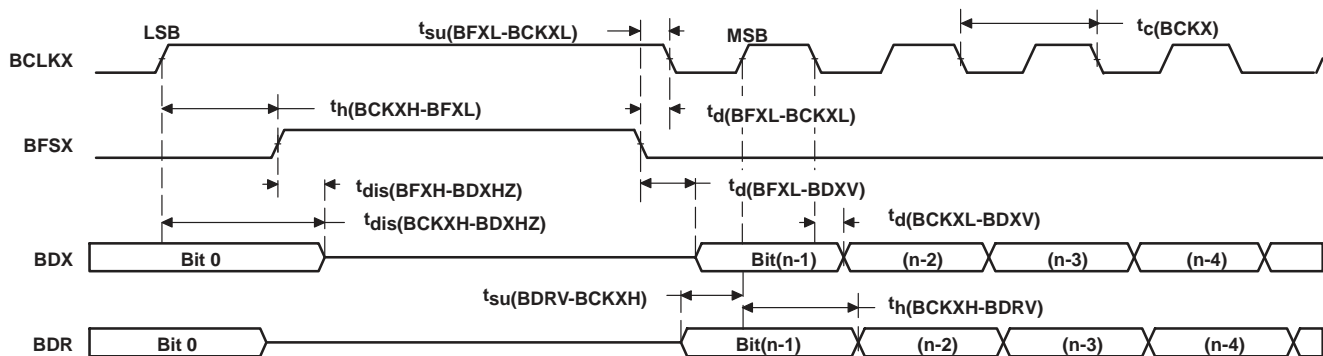 LSB
tsu(BFXL-BCKXL)
MSB
tc(BCKX)
BCLKX
th(BCKXH-BFXL)
td(BFXL-BCKXL)
BFSX
tdis(BFXH-BDXHZ)
td(BFXL-BDXV)
tdis(BCKXH-BDXHZ)
td(BCKXL-BDXV)
BDX Bit 0 Bit(n-1) (n-2) (n-3) (n-4)
tsu(BDRV-BCKXH)
th(BCKXH-BDRV)
BDR Bit 0 Bit(n-1) (n-2) (n-3) (n-4)